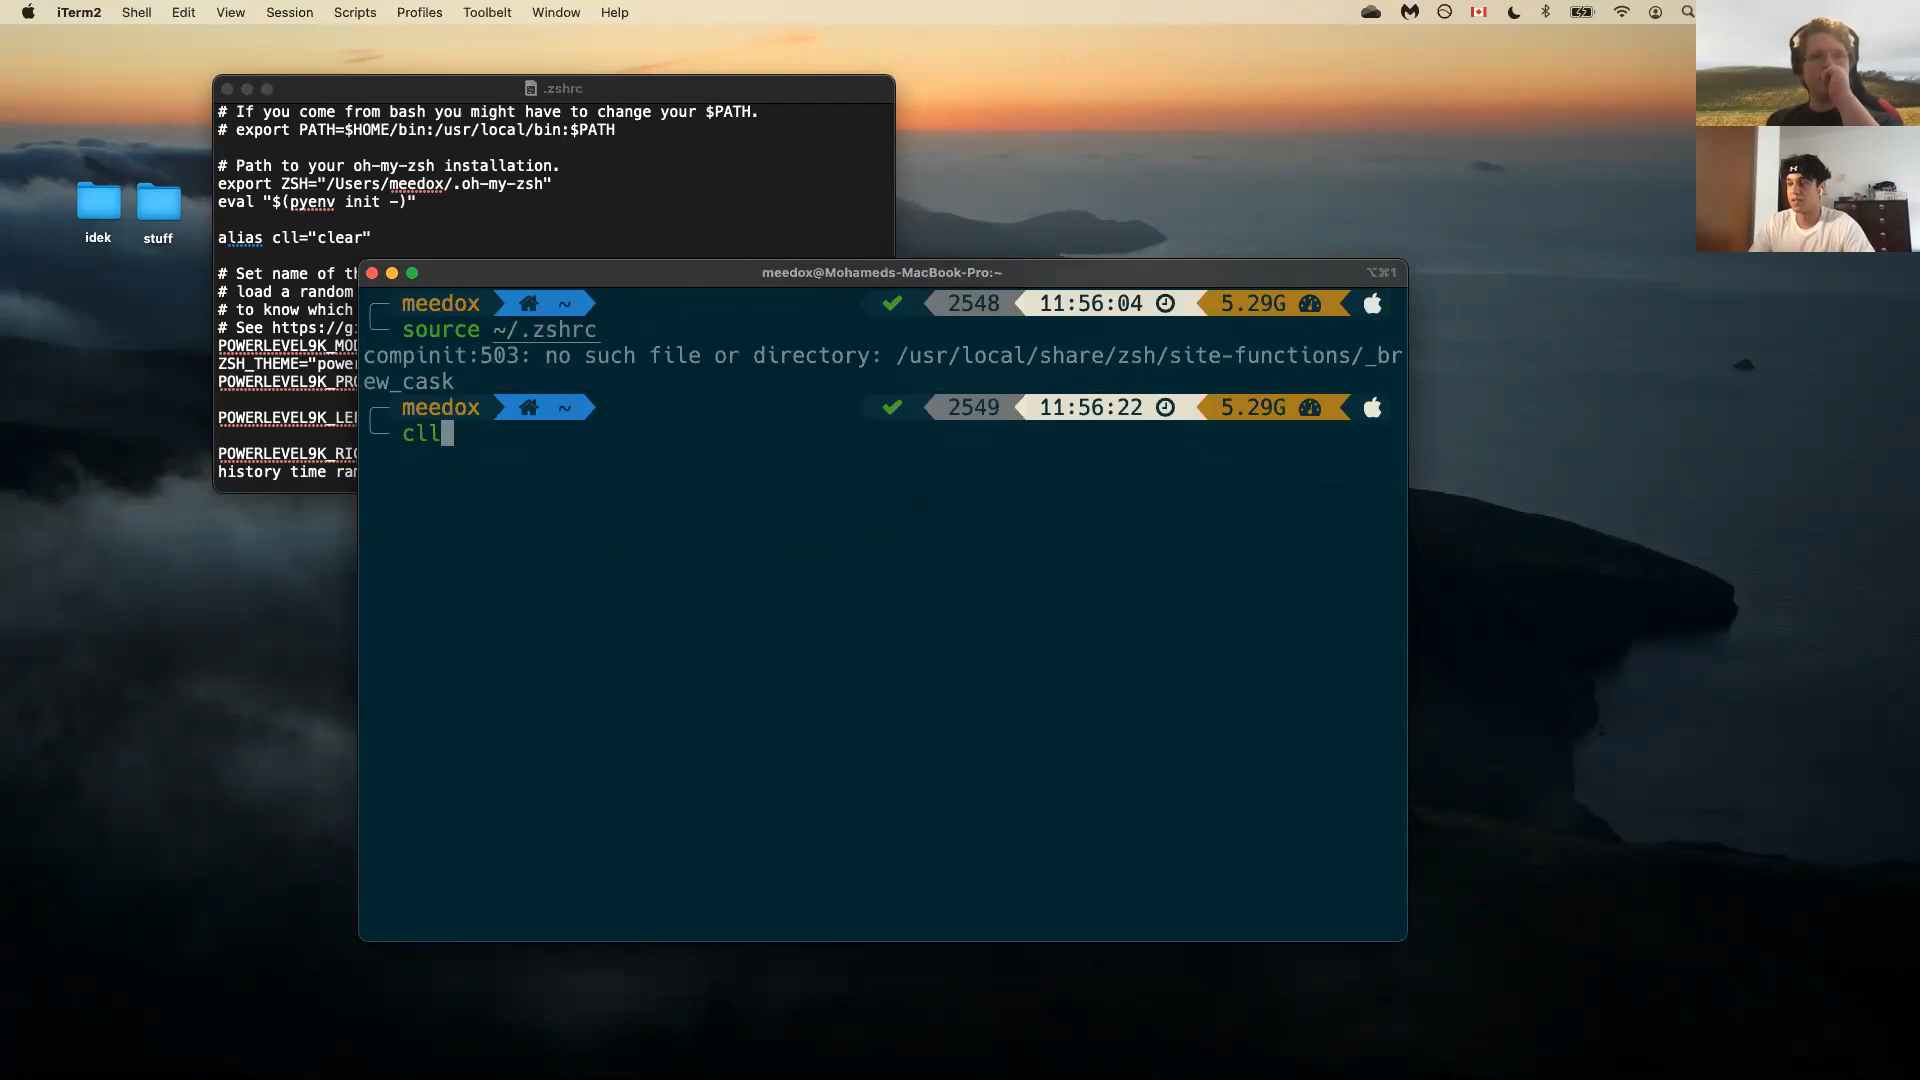 iTerm2 Shell Edit View Session Scripts Profiles Toolbelt Window Help
.zshrc
# If you come from bash you might have to change your $PATH.
# export PATH=$HOME/bin:/usr/local/bin:$PATH
# Path to your oh-my-zsh installation.
export ZSH="/Users/meedox/.oh-my-zsh"
eval "$(pyenv init -)"
alias cll="clear"
# Set name of th
# load a random
# to know which
# See https://gi
POWERLEVEL9K_MOD
ZSH_THEME="power
POWERLEVEL9K_PRO
POWERLEVEL9K_LEF
POWERLEVEL9K_RIG
history time ram
idek
stuff
meedox@Mohameds-MacBook-Pro:~
⌥⌘1
meedox ~ 2548 11:56:04 5.29G
source ~/.zshrc
compinit:503: no such file or directory: /usr/local/share/zsh/site-functions/_br
ew_cask
meedox ~ 2549 11:56:22 5.29G
cll